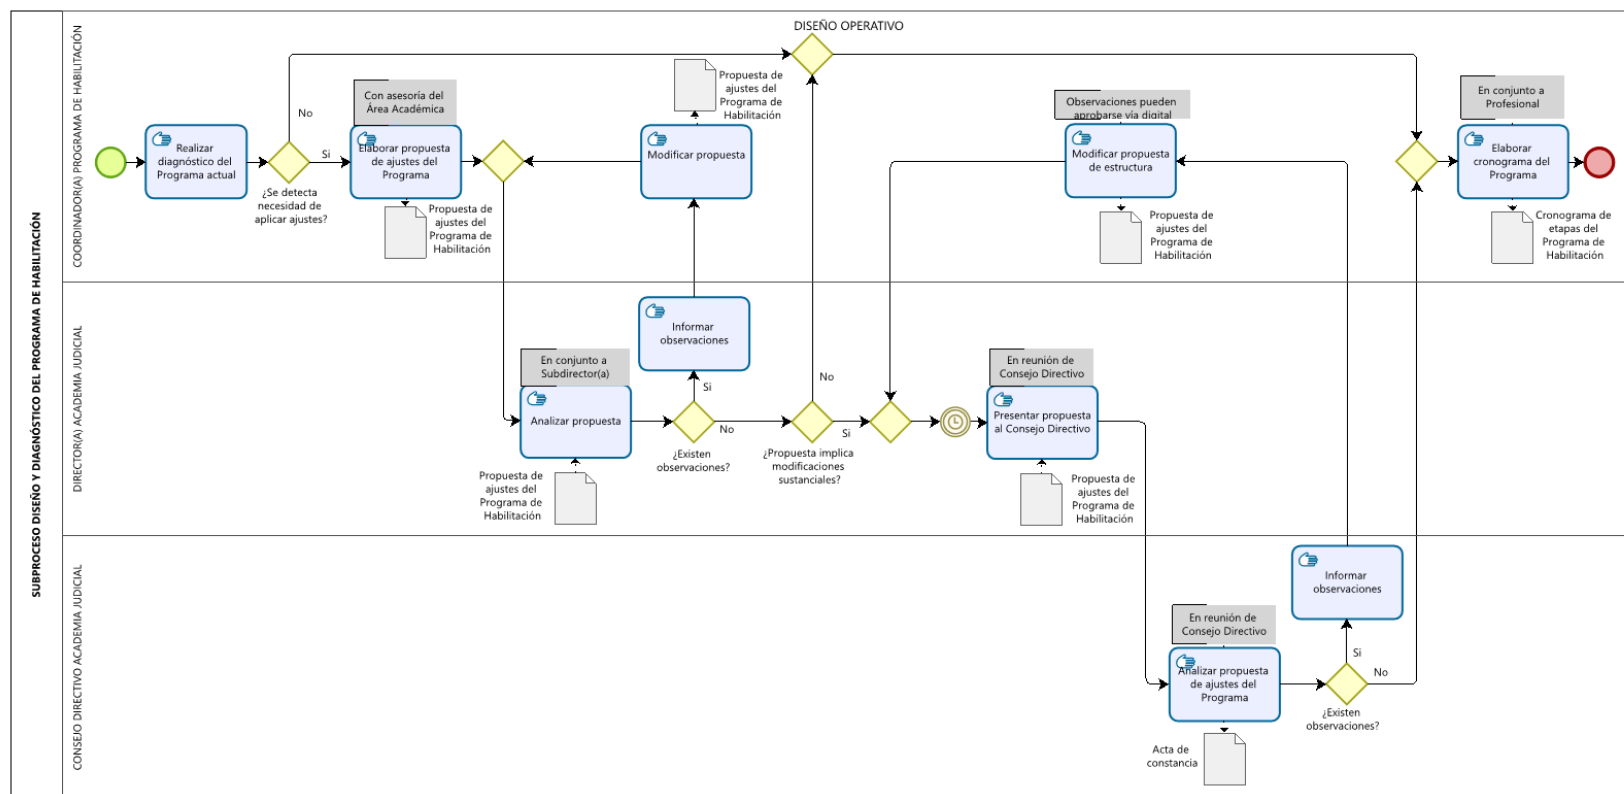 SUBPROCESO DISEÑO Y DIAGNÓSTICO DEL PROGRAMA DE HABILITACIÓN
DISEÑO OPERATIVO
COORDINADOR(A) PROGRAMA DE HABILITACIÓN
Realizar
diagnóstico del
Programa actual
No
Si
¿Se detecta
necesidad de
aplicar ajustes?
Con asesoría del
Área Académica
Elaborar propuesta
de ajustes del
Programa
Propuesta de
ajustes del
Programa de
Habilitación
Propuesta de
ajustes del
Programa de
Habilitación
Modificar propuesta
Observaciones pueden
aprobarse vía digital
Modificar propuesta
de estructura
Propuesta de
ajustes del
Programa de
Habilitación
En conjunto a
Profesional
Elaborar
cronograma del
Programa
Cronograma de
etapas del
Programa de
Habilitación
DIRECTOR(A) ACADEMIA JUDICIAL
Informar
observaciones
En conjunto a
Subdirector(a)
Analizar propuesta
Propuesta de
ajustes del
Programa de
Habilitación
Si
No
¿Existen
observaciones?
No
Si
¿Propuesta implica
modificaciones
sustanciales?
En reunión de
Consejo Directivo
Presentar propuesta
al Consejo Directivo
Propuesta de
ajustes del
Programa de
Habilitación
CONSEJO DIRECTIVO ACADEMIA JUDICIAL
Informar
observaciones
En reunión de
Consejo Directivo
Analizar propuesta
de ajustes del
Programa
Si
No
¿Existen
observaciones?
Acta de
constancia